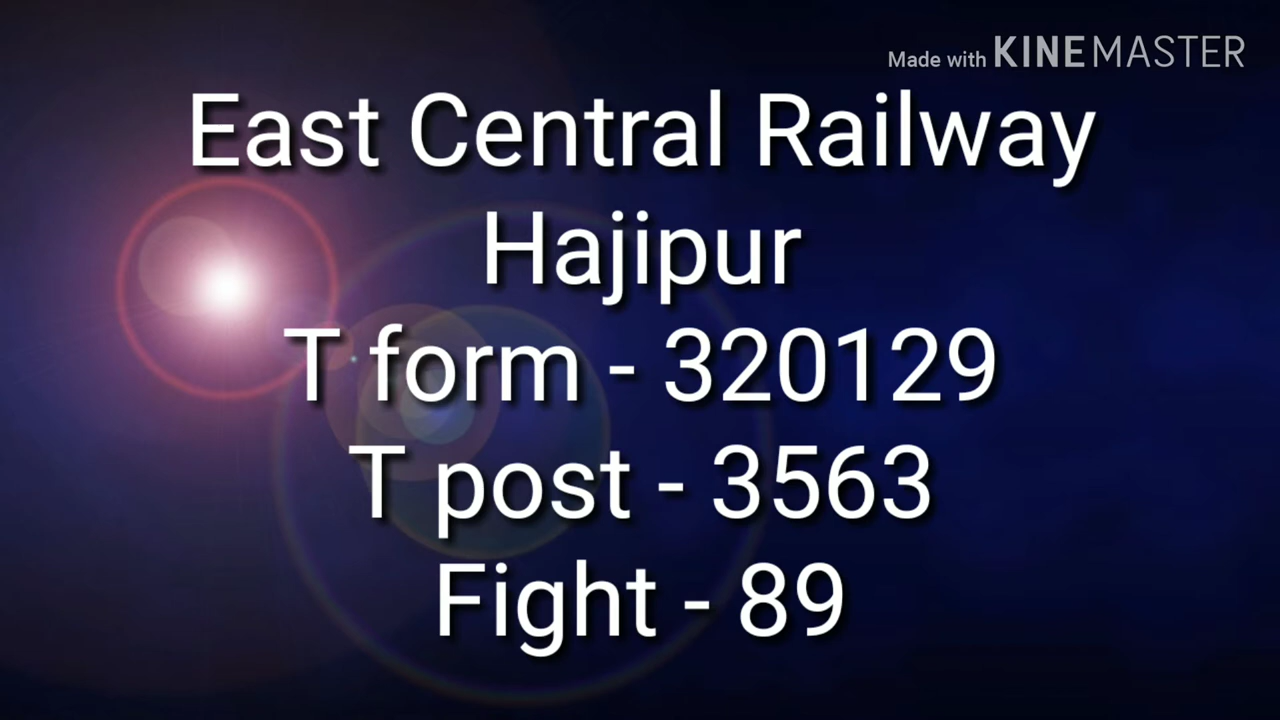 Made with KINEMASTER
East Central Railway
Hajipur
T form - 320129
T post - 3563
Fight - 89